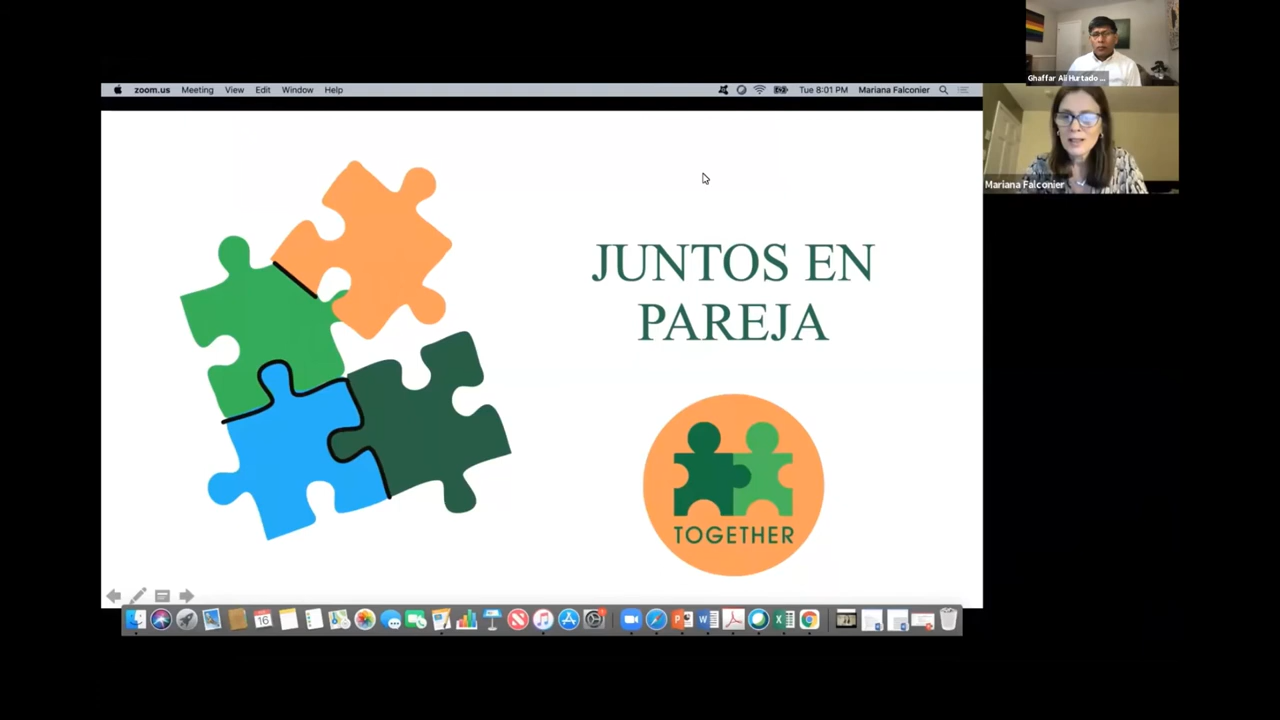 zoom.us Meeting View Edit Window Help Tue 8:01 PM Mariana Falconier
Ghaffar Ali Hurtado ...
Mariana Falconier
JUNTOS EN
PAREJA
TOGETHER
16